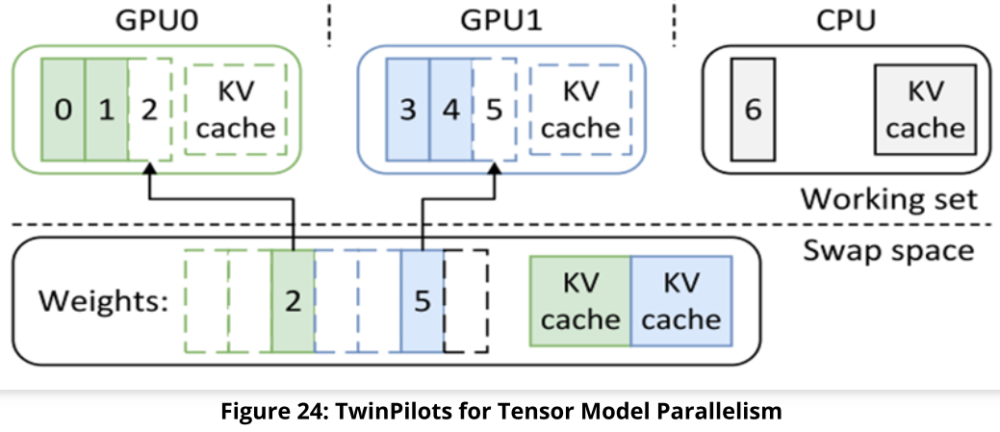 GPU0
GPU1
CPU
0 1 2
KV
cache
3 4 5
KV
cache
6
KV
cache
Working set
Swap space
Weights:
2
5
KV
cache
KV
cache
Figure 24: TwinPilots for Tensor Model Parallelism